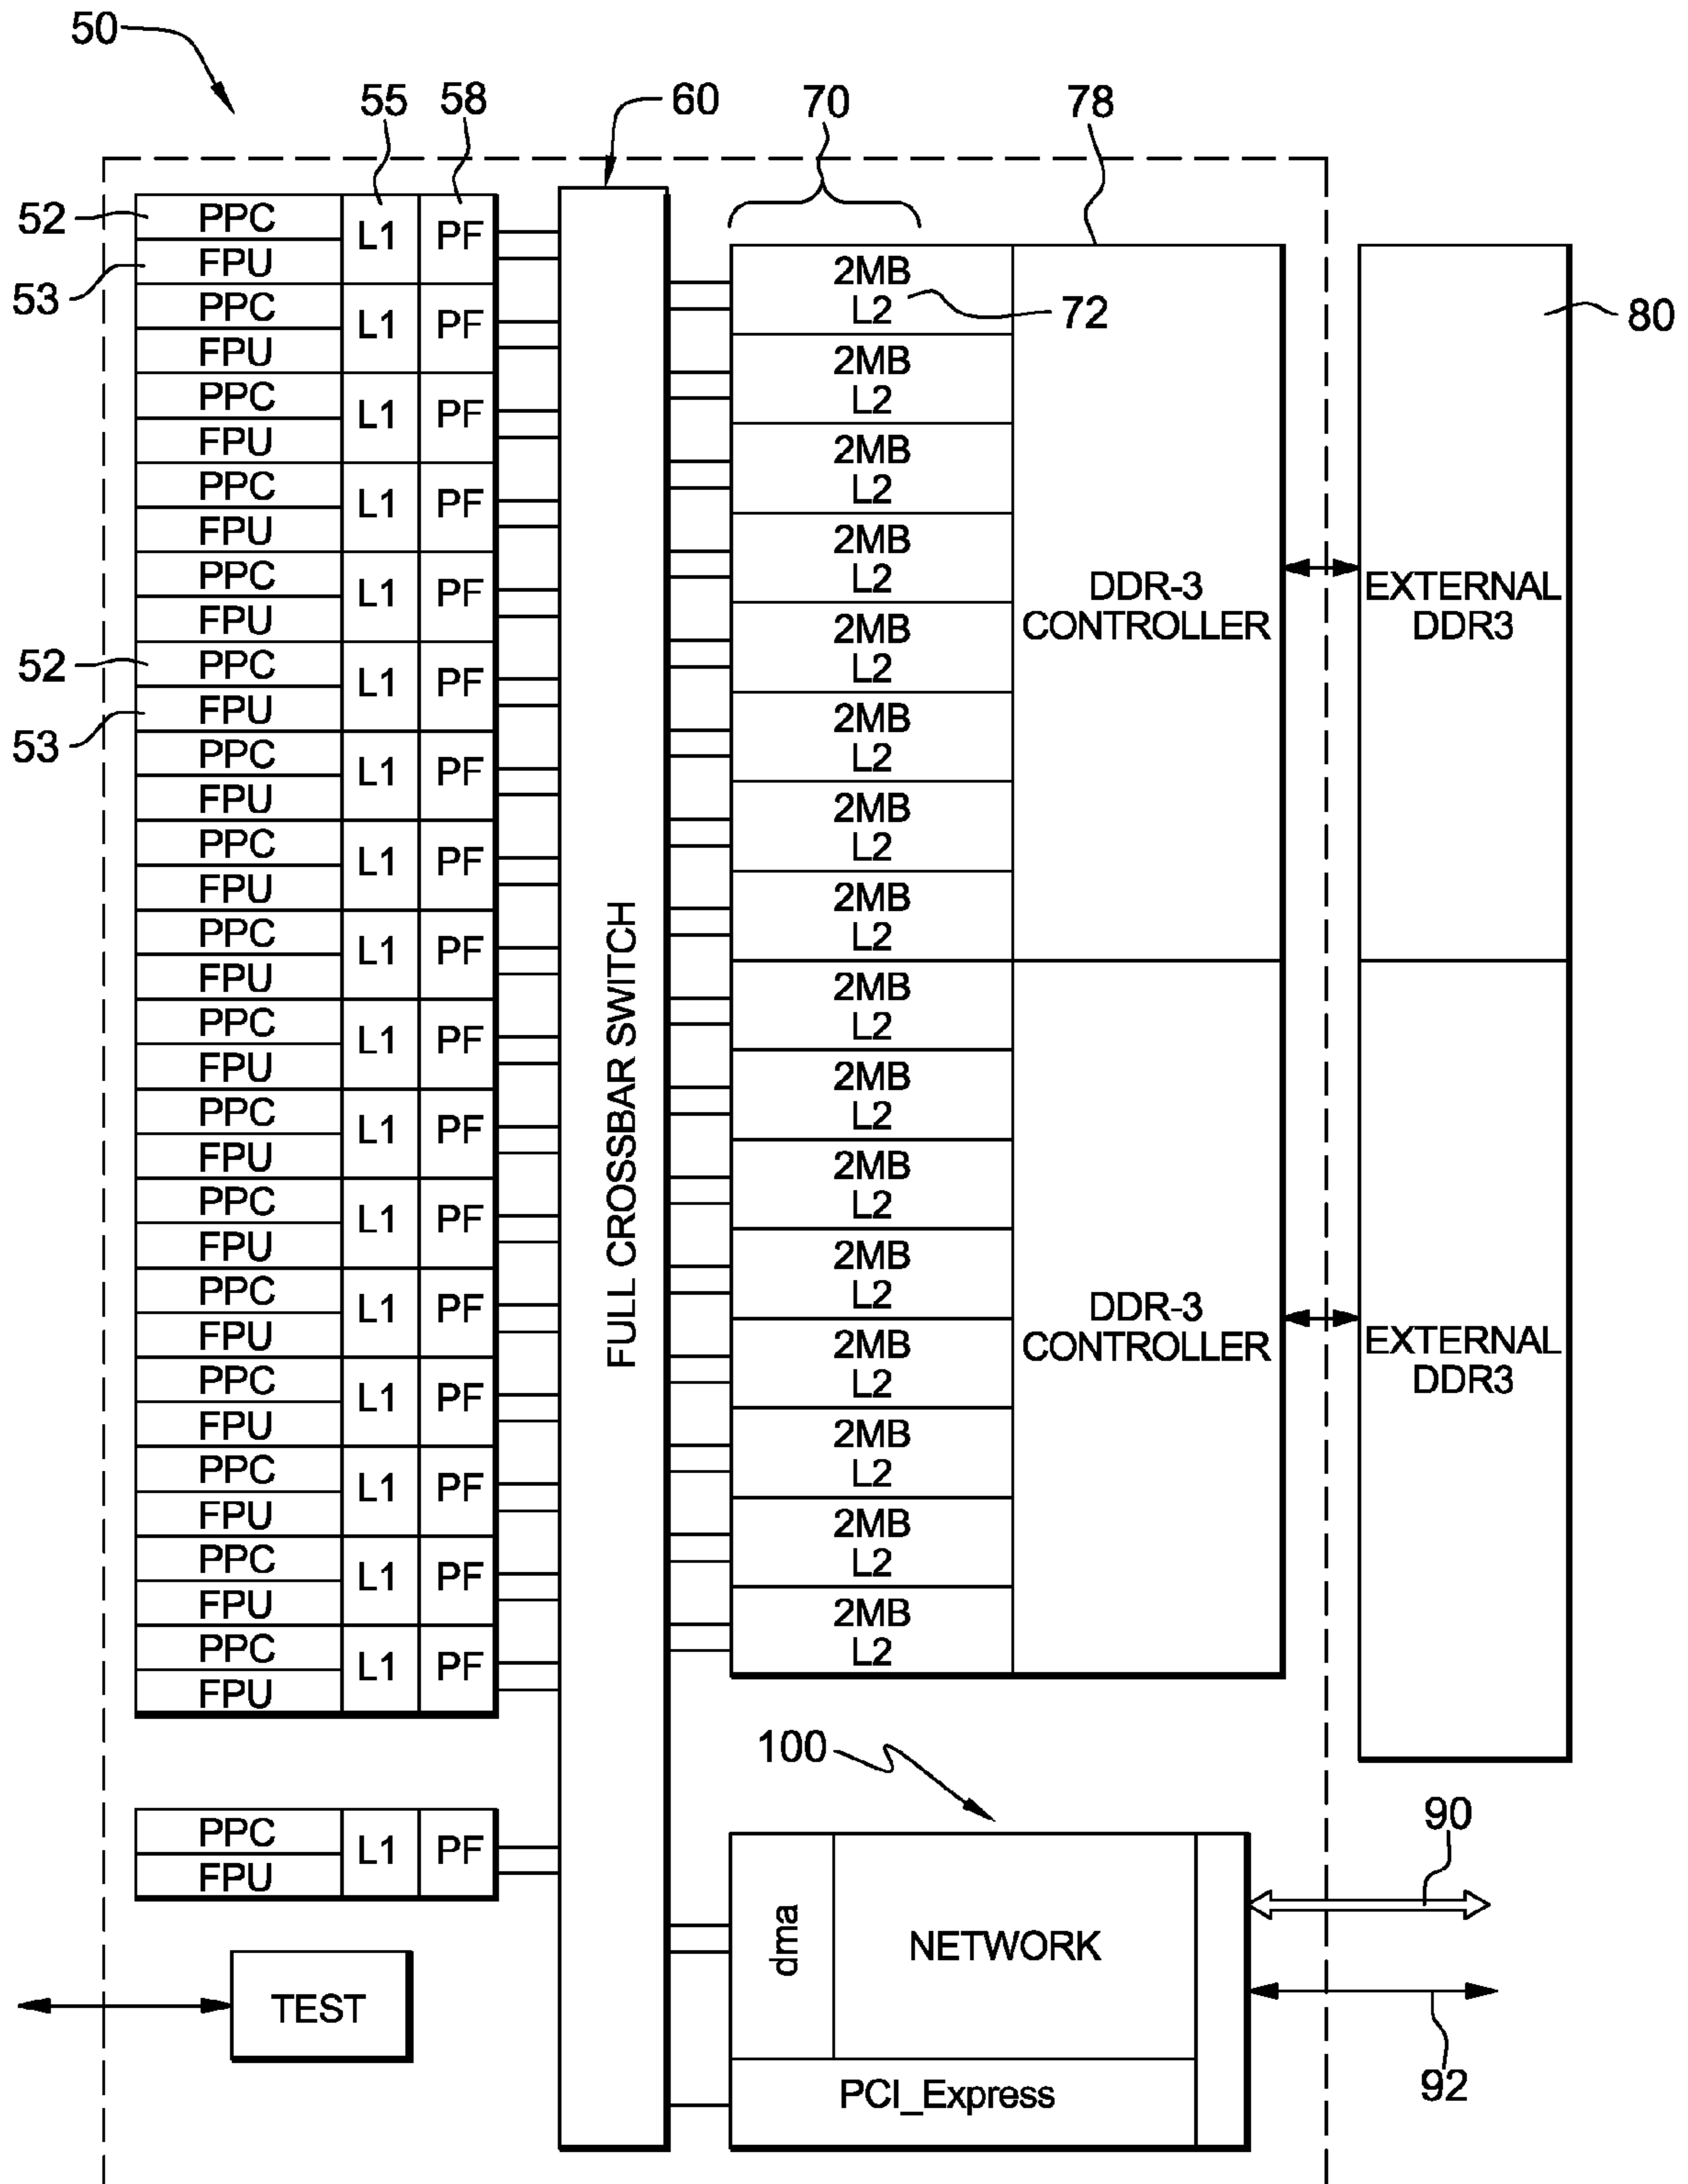 50
55 58 60 70 78
52 PPC
53 FPU
L1 PF
PPC
FPU
L1 PF
PPC
FPU
L1 PF
PPC
FPU
L1 PF
PPC
FPU
L1 PF
52 PPC
53 FPU
L1 PF
PPC
FPU
L1 PF
PPC
FPU
L1 PF
PPC
FPU
L1 PF
PPC
FPU
L1 PF
PPC
FPU
L1 PF
PPC
FPU
L1 PF
PPC
FPU
L1 PF
PPC
FPU
L1 PF
PPC
FPU
L1 PF
PPC
FPU
L1 PF
PPC
FPU
L1 PF
PPC
FPU
L1 PF
TEST
FULL CROSSBAR SWITCH
2MB
L2
72
2MB
L2
2MB
L2
2MB
L2
2MB
L2
2MB
L2
2MB
L2
2MB
L2
2MB
L2
2MB
L2
2MB
L2
2MB
L2
2MB
L2
2MB
L2
2MB
L2
2MB
L2
DDR-3
CONTROLLER
DDR-3
CONTROLLER
80
EXTERNAL
DDR3
EXTERNAL
DDR3
100
dma
NETWORK
PCI_Express
90
92